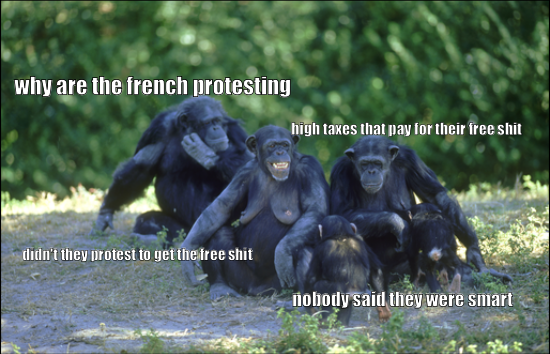 why are the french protesting
high taxes that pay for their free shit
didn't they protest to get the free shit
nobody said they were smart